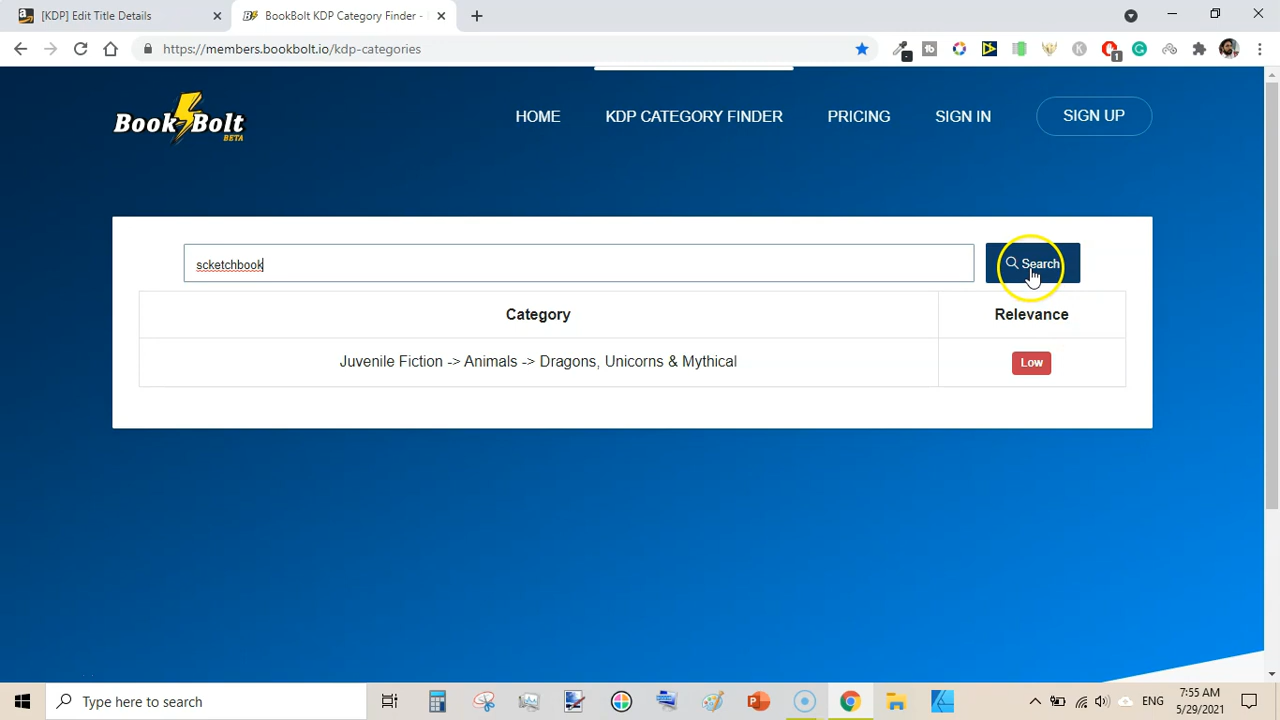 [KDP] Edit Title Details
BookBolt KDP Category Finder -
https://members.bookbolt.io/kdp-categories
Book Bolt
BETA
HOME
KDP CATEGORY FINDER
PRICING
SIGN IN
SIGN UP
scketchbook
Search
Category
Relevance
Juvenile Fiction -> Animals -> Dragons, Unicorns & Mythical
Low
Type here to search
ENG
7:55 AM
5/29/2021